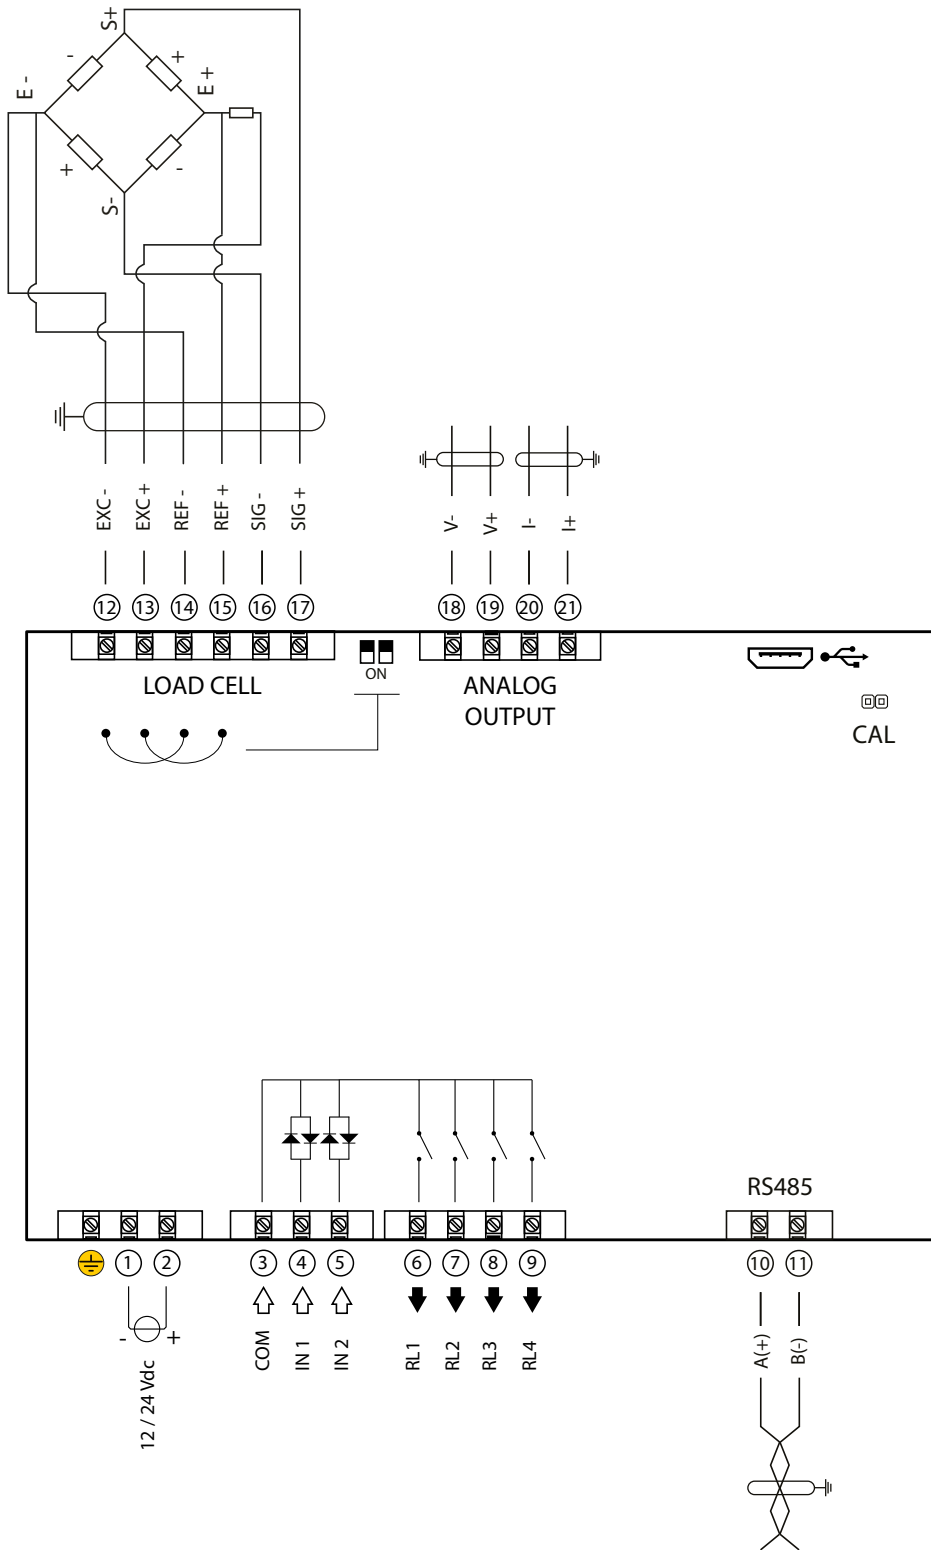 S+
-
+
E -
E +
+
-
S-
EXC -
EXC +
REF -
REF +
SIG -
SIG +
V-
V+
I-
I+
12
13
14
15
16
17
18
19
20
21
ON
LOAD CELL
ANALOG
OUTPUT
CAL
RS485
1
2
3
4
5
6
7
8
9
10
11
-
+
12 / 24 Vdc
COM
IN 1
IN 2
RL1
RL2
RL3
RL4
A(+)
B(-)